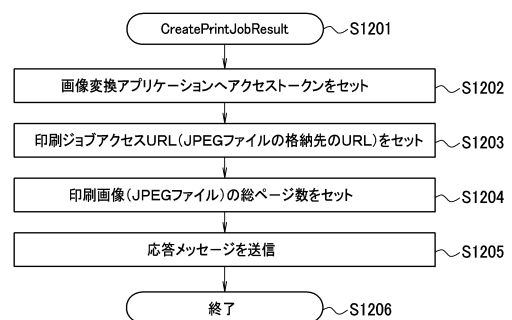 CreatePrintJobResult
S1201
画像変換アプリケーションへアクセストークンをセット
S1202
印刷ジョブアクセスURL(JPEGファイルの格納先のURL)をセット
S1203
印刷画像(JPEGファイル)の総ページ数をセット
S1204
応答メッセージを送信
S1205
終了
S1206